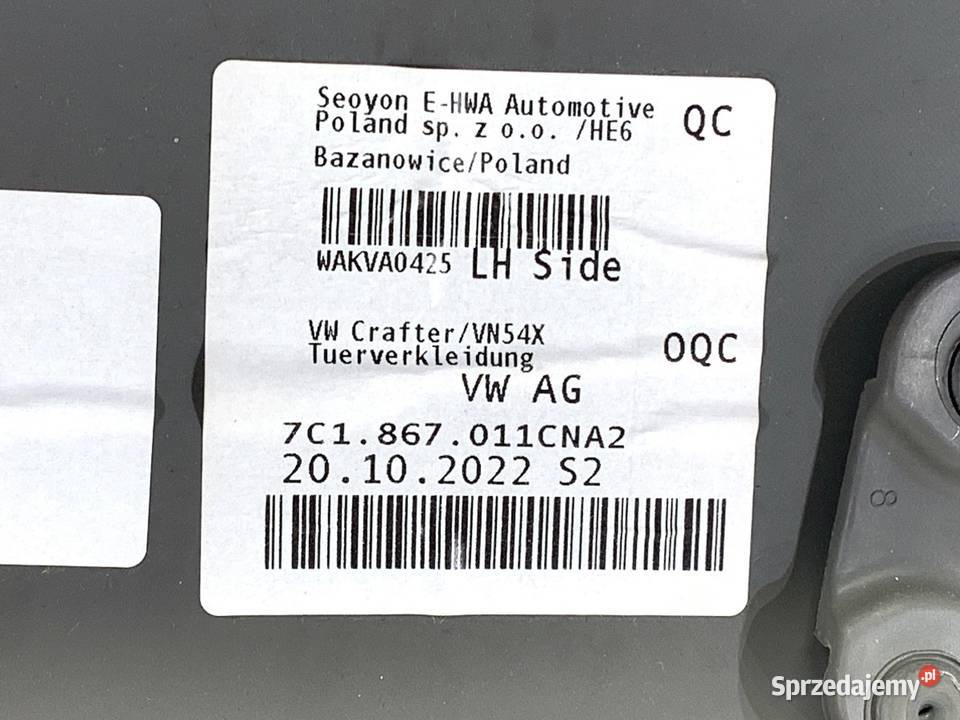 Seoyon E-HWA Automotive
Poland sp. z o.o. /HE6
QC
Bazanowice/Poland
WAKVA0425 LH Side
VW Crafter/VN54X
Tuerverkleidung
OQC
VW AG
7C1.867.011CNA2
20.10.2022 S2
8
Sprzedajemy.pl